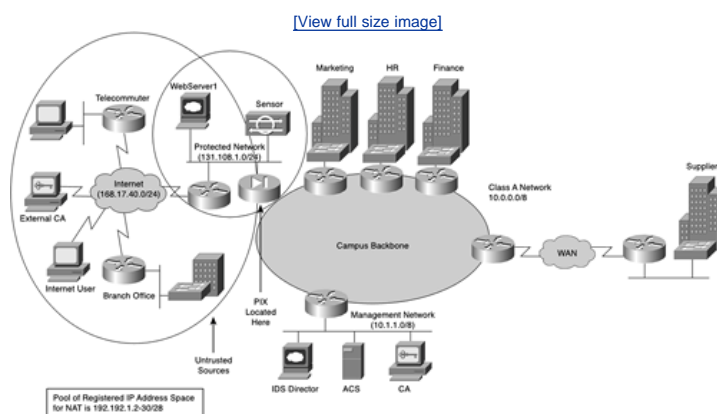 [View full size image]
Marketing
HR
Finance
WebServer1
Telecommuter
Sensor
Protected Network
(131.108.1.0/24)
Supplier
Internet
(168.17.40.0/24)
Class A Network
10.0.0.0/8
External CA
Campus Backbone
WAN
Internet User
Branch Office
PIX
Located
Here
Management Network
(10.1.1.0/8)
Untrusted
Sources
IDS Director
ACS
CA
Pool of Registered IP Address Space
for NAT is 192.192.1.2-30/28